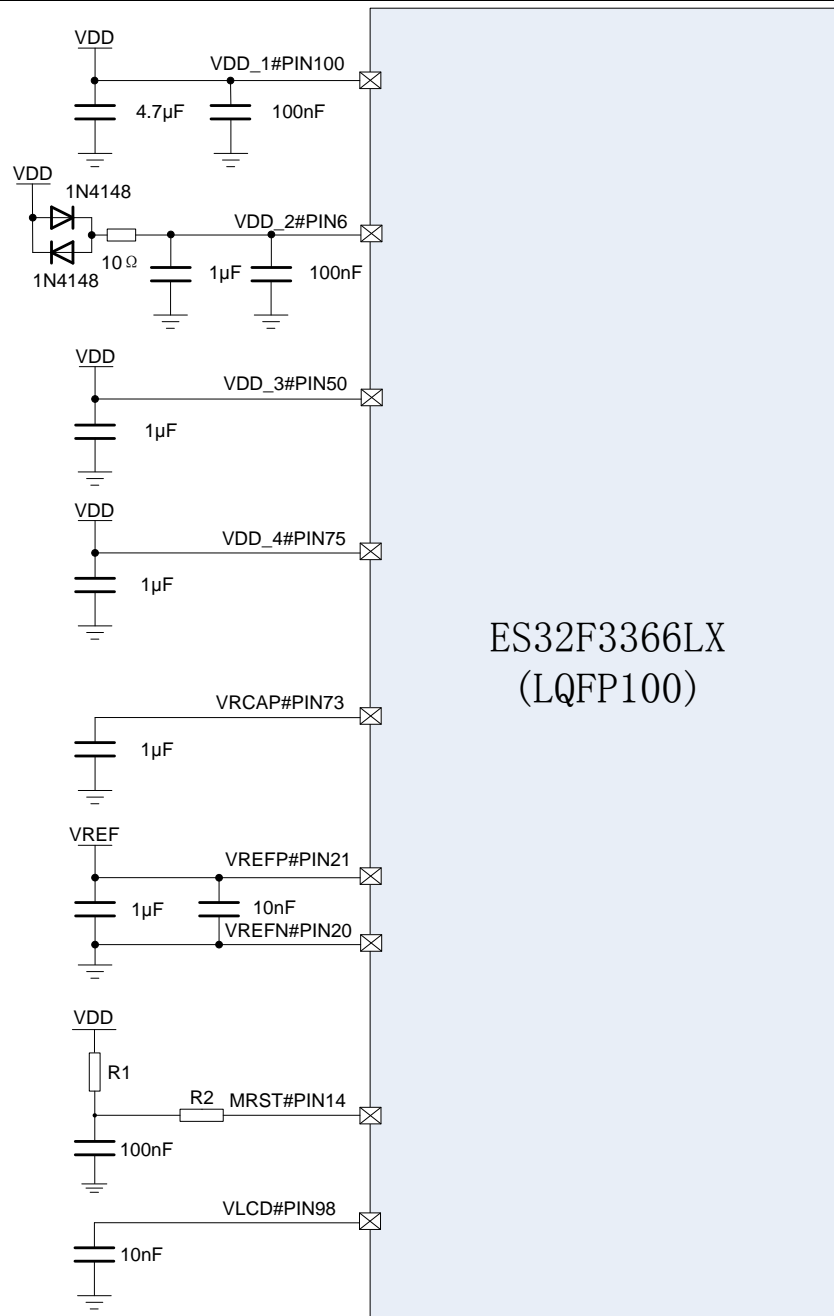 VDD
VDD_1#PIN100
4.7µF
100nF
VDD
1N4148
VDD_2#PIN6
10Ω
1µF
100nF
1N4148
VDD
VDD_3#PIN50
1µF
VDD
VDD_4#PIN75
1µF
ES32F3366LX
(LQFP100)
VRCAP#PIN73
1µF
VREF
VREFP#PIN21
1µF
10nF
VREFN#PIN20
VDD
R1
R2
MRST#PIN14
100nF
VLCD#PIN98
10nF